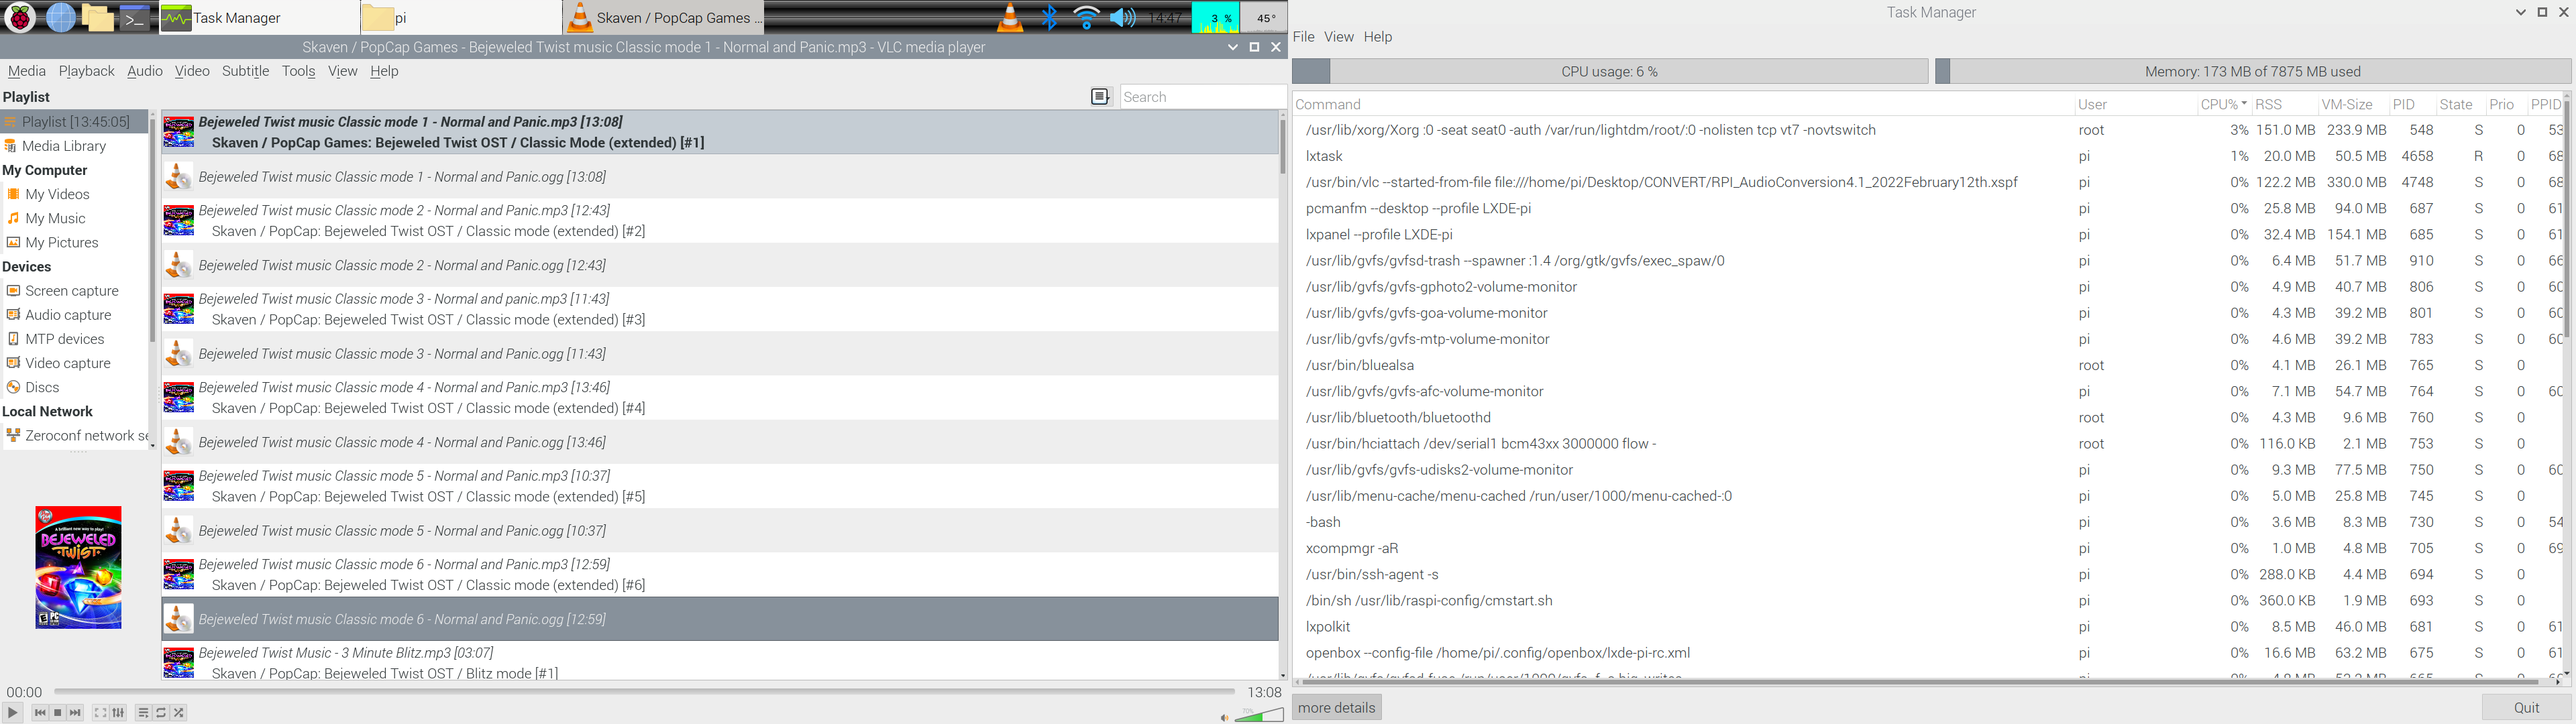 Task Manager
pi
Skaven / PopCap Games ...
14:47
3 %
45°
Skaven / PopCap Games - Bejeweled Twist music Classic mode 1 - Normal and Panic.mp3 - VLC media player
Media Playback Audio Video Subtitle Tools View Help
Playlist
Search
Playlist [13:45:05]
Media Library
My Computer
My Videos
My Music
My Pictures
Devices
Screen capture
Audio capture
MTP devices
Video capture
Discs
Local Network
Zeroconf network se
A brilliant new way to play!
BEJEWELED
TWIST
PC
Bejeweled Twist music Classic mode 1 - Normal and Panic.mp3 [13:08]
Skaven / PopCap Games: Bejeweled Twist OST / Classic Mode (extended) [#1]
Bejeweled Twist music Classic mode 1 - Normal and Panic.ogg [13:08]
Bejeweled Twist music Classic mode 2 - Normal and Panic.mp3 [12:43]
Skaven / PopCap: Bejeweled Twist OST / Classic mode (extended) [#2]
Bejeweled Twist music Classic mode 2 - Normal and Panic.ogg [12:43]
Bejeweled Twist music Classic mode 3 - Normal and panic.mp3 [11:43]
Skaven / PopCap: Bejeweled Twist OST / Classic mode (extended) [#3]
Bejeweled Twist music Classic mode 3 - Normal and Panic.ogg [11:43]
Bejeweled Twist music Classic mode 4 - Normal and Panic.mp3 [13:46]
Skaven / PopCap: Bejeweled Twist OST / Classic mode (extended) [#4]
Bejeweled Twist music Classic mode 4 - Normal and Panic.ogg [13:46]
Bejeweled Twist music Classic mode 5 - Normal and Panic.mp3 [10:37]
Skaven / PopCap: Bejeweled Twist OST / Classic mode (extended) [#5]
Bejeweled Twist music Classic mode 5 - Normal and Panic.ogg [10:37]
Bejeweled Twist music Classic mode 6 - Normal and Panic.mp3 [12:59]
Skaven / PopCap: Bejeweled Twist OST / Classic mode (extended) [#6]
Bejeweled Twist music Classic mode 6 - Normal and Panic.ogg [12:59]
Bejeweled Twist Music - 3 Minute Blitz.mp3 [03:07]
Skaven / PopCap: Bejeweled Twist OST / Blitz mode [#1]
00:00
13:08
70%
Task Manager
File View Help
CPU usage: 6 %
Memory: 173 MB of 7875 MB used
Command User CPU% RSS VM-Size PID State Prio PPID
/usr/lib/xorg/Xorg :0 -seat seat0 -auth /var/run/lightdm/root/:0 -nolisten tcp vt7 -novtswitch root 3% 151.0 MB 233.9 MB 548 S 0 53
lxtask pi 1% 20.0 MB 50.5 MB 4658 R 0 68
/usr/bin/vlc --started-from-file file:///home/pi/Desktop/CONVERT/RPI_AudioConversion4.1_2022February12th.xspf pi 0% 122.2 MB 330.0 MB 4748 S 0 68
pcmanfm --desktop --profile LXDE-pi pi 0% 25.8 MB 94.0 MB 687 S 0 61
lxpanel --profile LXDE-pi pi 0% 32.4 MB 154.1 MB 685 S 0 61
/usr/lib/gvfs/gvfsd-trash --spawner :1.4 /org/gtk/gvfs/exec_spaw/0 pi 0% 6.4 MB 51.7 MB 910 S 0 66
/usr/lib/gvfs/gvfs-gphoto2-volume-monitor pi 0% 4.9 MB 40.7 MB 806 S 0 60
/usr/lib/gvfs/gvfs-goa-volume-monitor pi 0% 4.3 MB 39.2 MB 801 S 0 60
/usr/lib/gvfs/gvfs-mtp-volume-monitor pi 0% 4.6 MB 39.2 MB 783 S 0 60
/usr/bin/bluealsa root 0% 4.1 MB 26.1 MB 765 S 0
/usr/lib/gvfs/gvfs-afc-volume-monitor pi 0% 7.1 MB 54.7 MB 764 S 0 60
/usr/lib/bluetooth/bluetoothd root 0% 4.3 MB 9.6 MB 760 S 0
/usr/bin/hciattach /dev/serial1 bcm43xx 3000000 flow - root 0% 116.0 KB 2.1 MB 753 S 0
/usr/lib/gvfs/gvfs-udisks2-volume-monitor pi 0% 9.3 MB 77.5 MB 750 S 0 60
/usr/lib/menu-cache/menu-cached /run/user/1000/menu-cached-:0 pi 0% 5.0 MB 25.8 MB 745 S 0
-bash pi 0% 3.6 MB 8.3 MB 730 S 0 54
xcompmgr -aR pi 0% 1.0 MB 4.8 MB 705 S 0 69
/usr/bin/ssh-agent -s pi 0% 288.0 KB 4.4 MB 694 S 0
/bin/sh /usr/lib/raspi-config/cmstart.sh pi 0% 360.0 KB 1.9 MB 693 S 0
lxpolkit pi 0% 8.5 MB 46.0 MB 681 S 0 61
openbox --config-file /home/pi/.config/openbox/lxde-pi-rc.xml pi 0% 16.6 MB 63.2 MB 675 S 0 61
more details
Quit